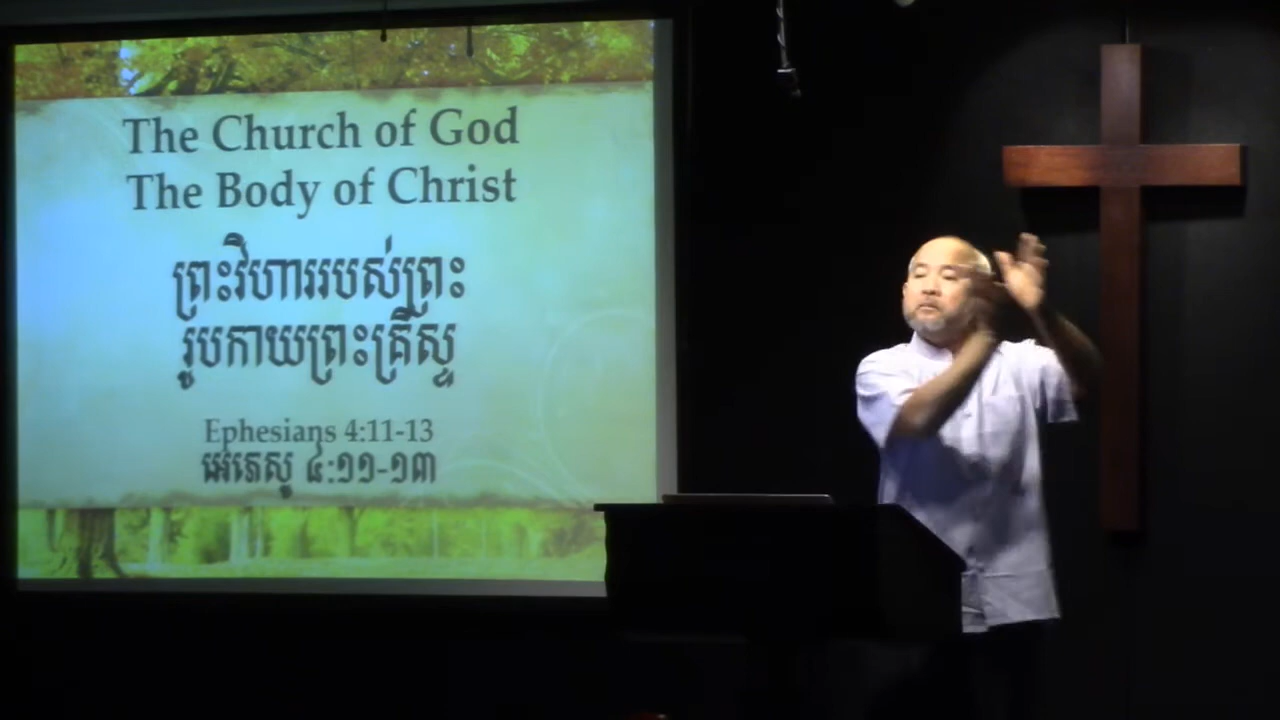 The Church of God
The Body of Christ
ព្រះវិហាររបស់ព្រះ
រូបកាយព្រះគ្រីស្ទ
Ephesians 4:11-13
អេភេសូ ៤:១១-១៣